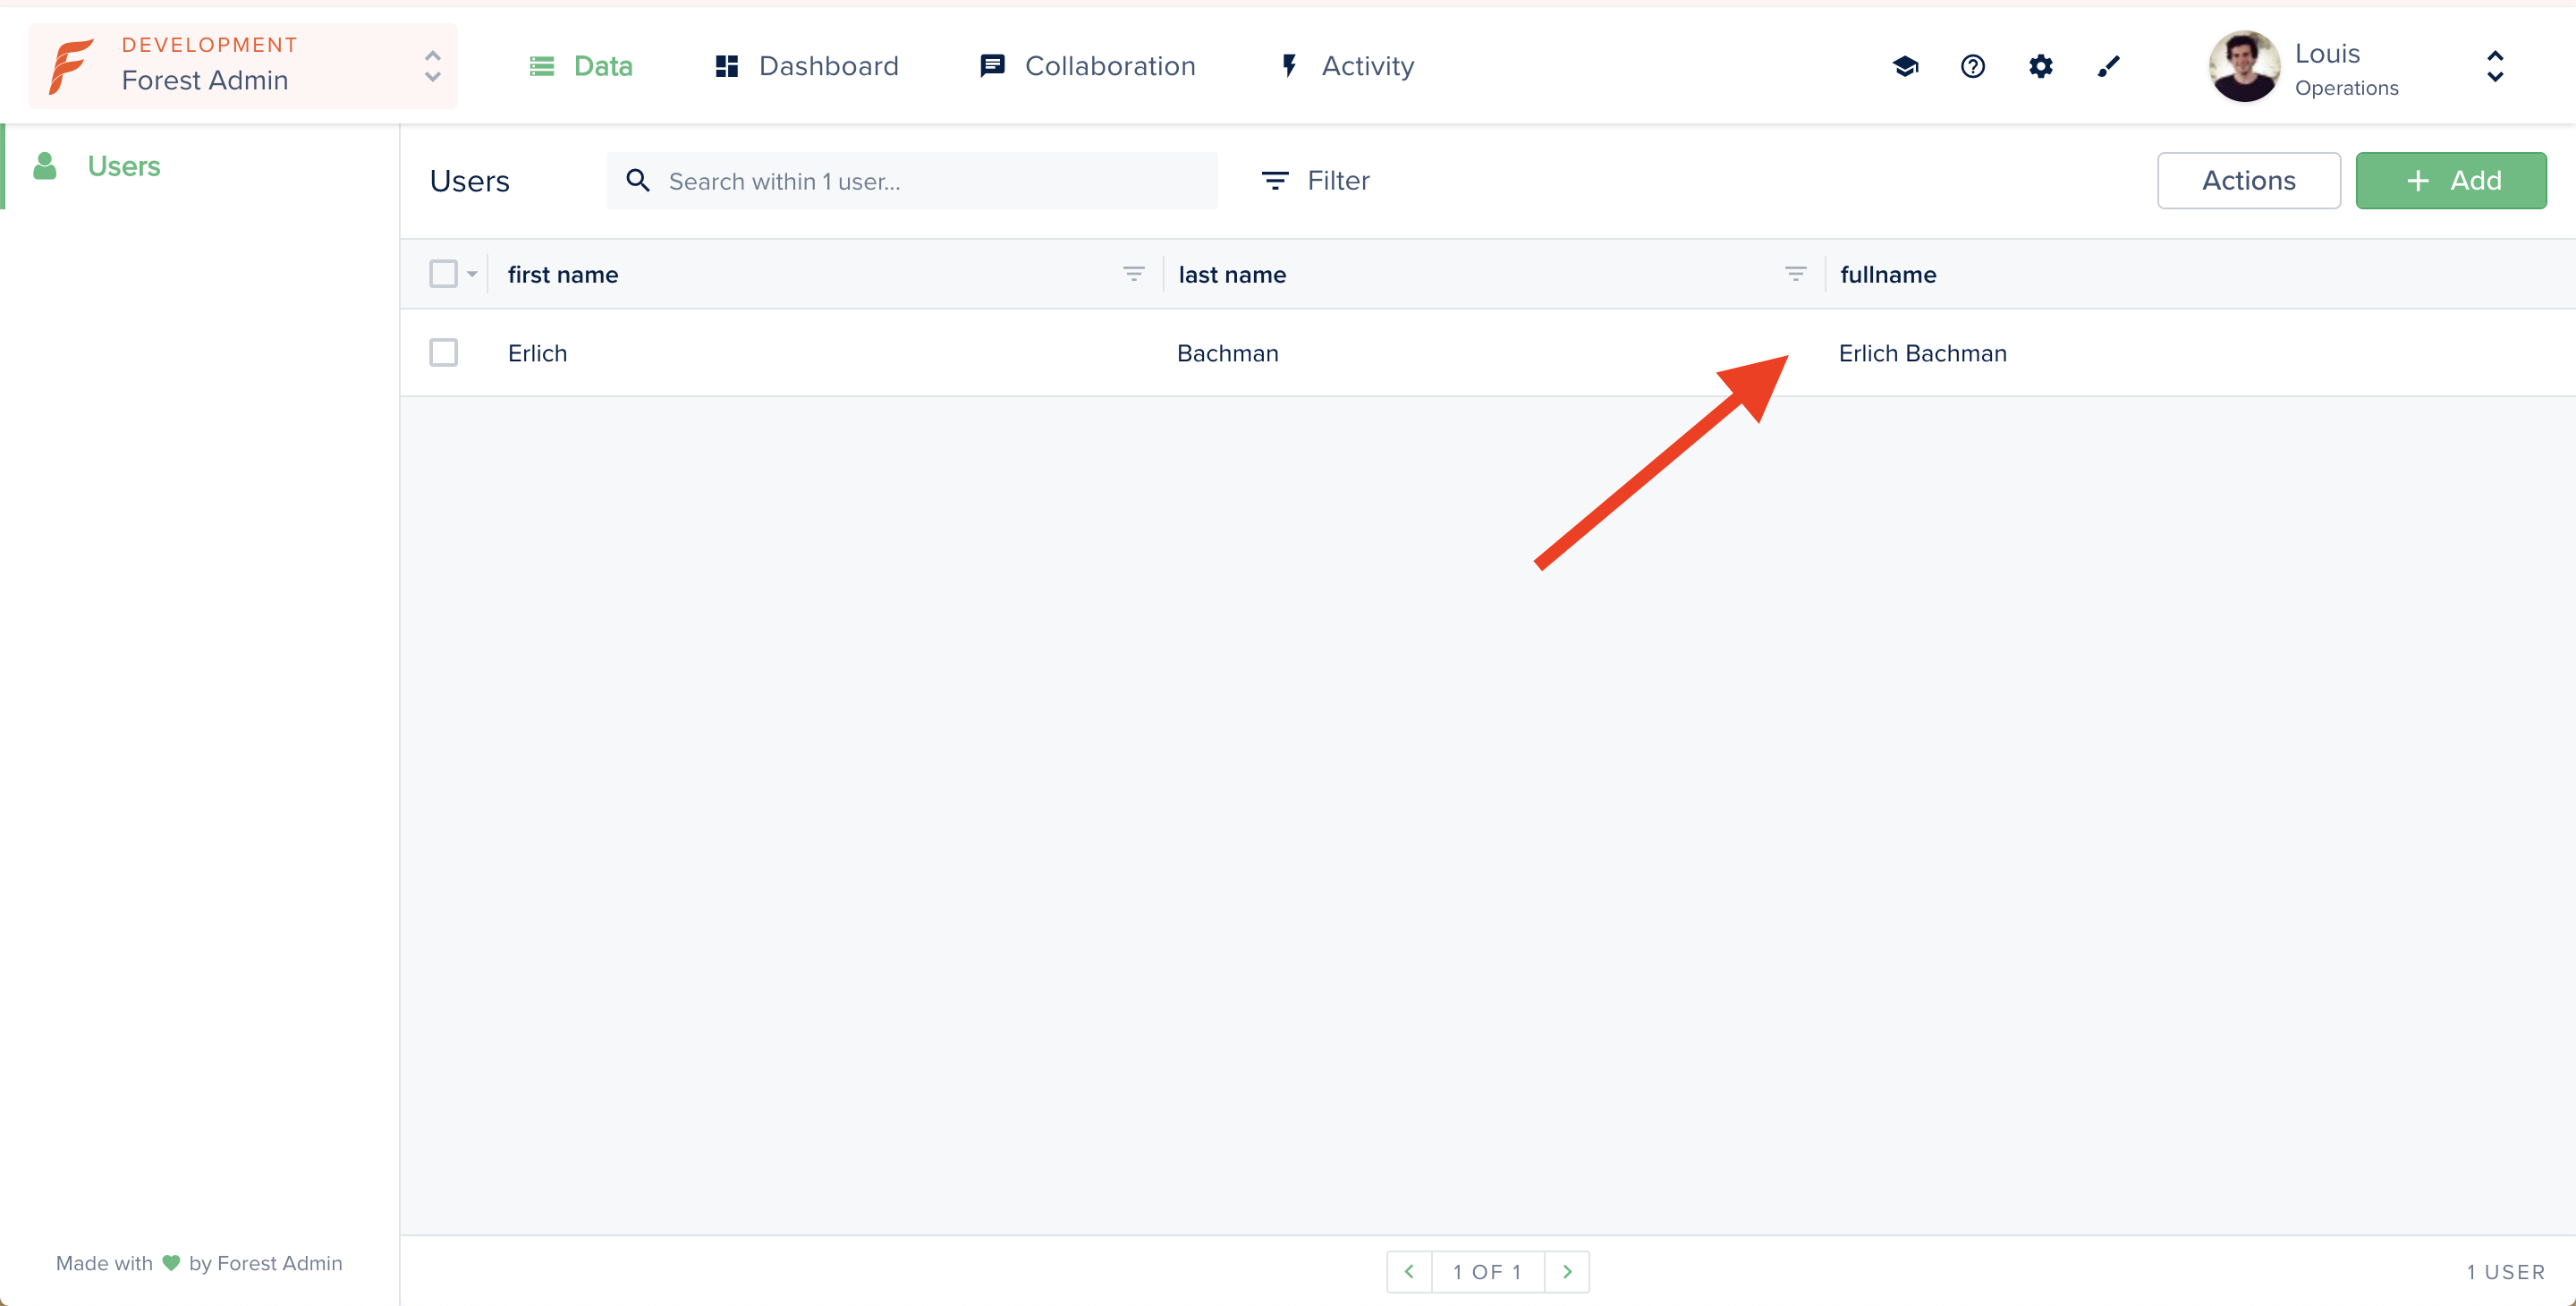 DEVELOPMENT
Forest Admin
Data
Dashboard
Collaboration
Activity
Louis
Operations
Users
Users
Search within 1 user...
Filter
Actions
+ Add
first name
last name
fullname
Erlich
Bachman
Erlich Bachman
Made with by Forest Admin
1 OF 1
1 USER